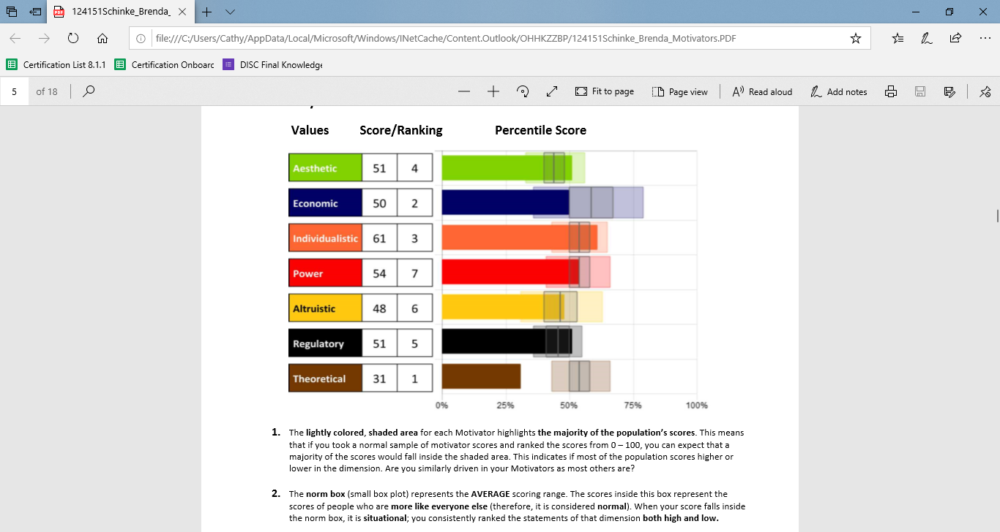 124151Schinke_Brenda_
file:///C:/Users/Cathy/AppData/Local/Microsoft/Windows/INetCache/Content.Outlook/OHHKZZBP/124151Schinke_Brenda_Motivators.PDF
Certification List 8.1.1 Certification Onboarc DISC Final Knowledge
5 of 18 Fit to page Page view Read aloud Add notes
Values Score/Ranking Percentile Score
Aesthetic 51 4
Economic 50 2
Individualistic 61 3
Power 54 7
Altruistic 48 6
Regulatory 51 5
Theoretical 31 1
0% 25% 50% 75% 100%
1. The lightly colored, shaded area for each Motivator highlights the majority of the population's scores. This means
that if you took a normal sample of motivator scores and ranked the scores from 0 – 100, you can expect that a
majority of the scores would fall inside the shaded area. This indicates if most of the population scores higher or
lower in the dimension. Are you similarly driven in your Motivators as most others are?
2. The norm box (small box plot) represents the AVERAGE scoring range. The scores inside this box represent the
scores of people who are more like everyone else (therefore, it is considered normal). When your score falls inside
the norm box, it is situational; you consistently ranked the statements of that dimension both high and low.